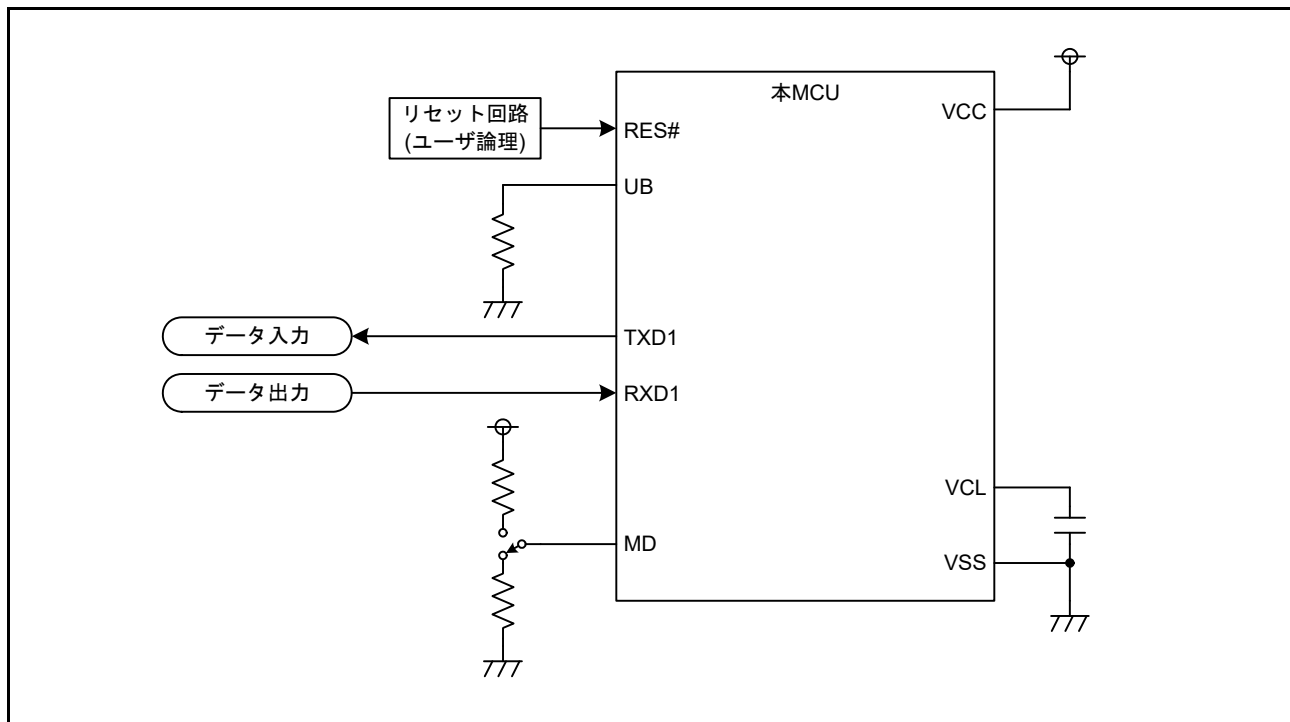 本MCU
リセット回路
(ユーザ論理)
RES#
VCC
UB
データ入力
TXD1
データ出力
RXD1
VCL
MD
VSS